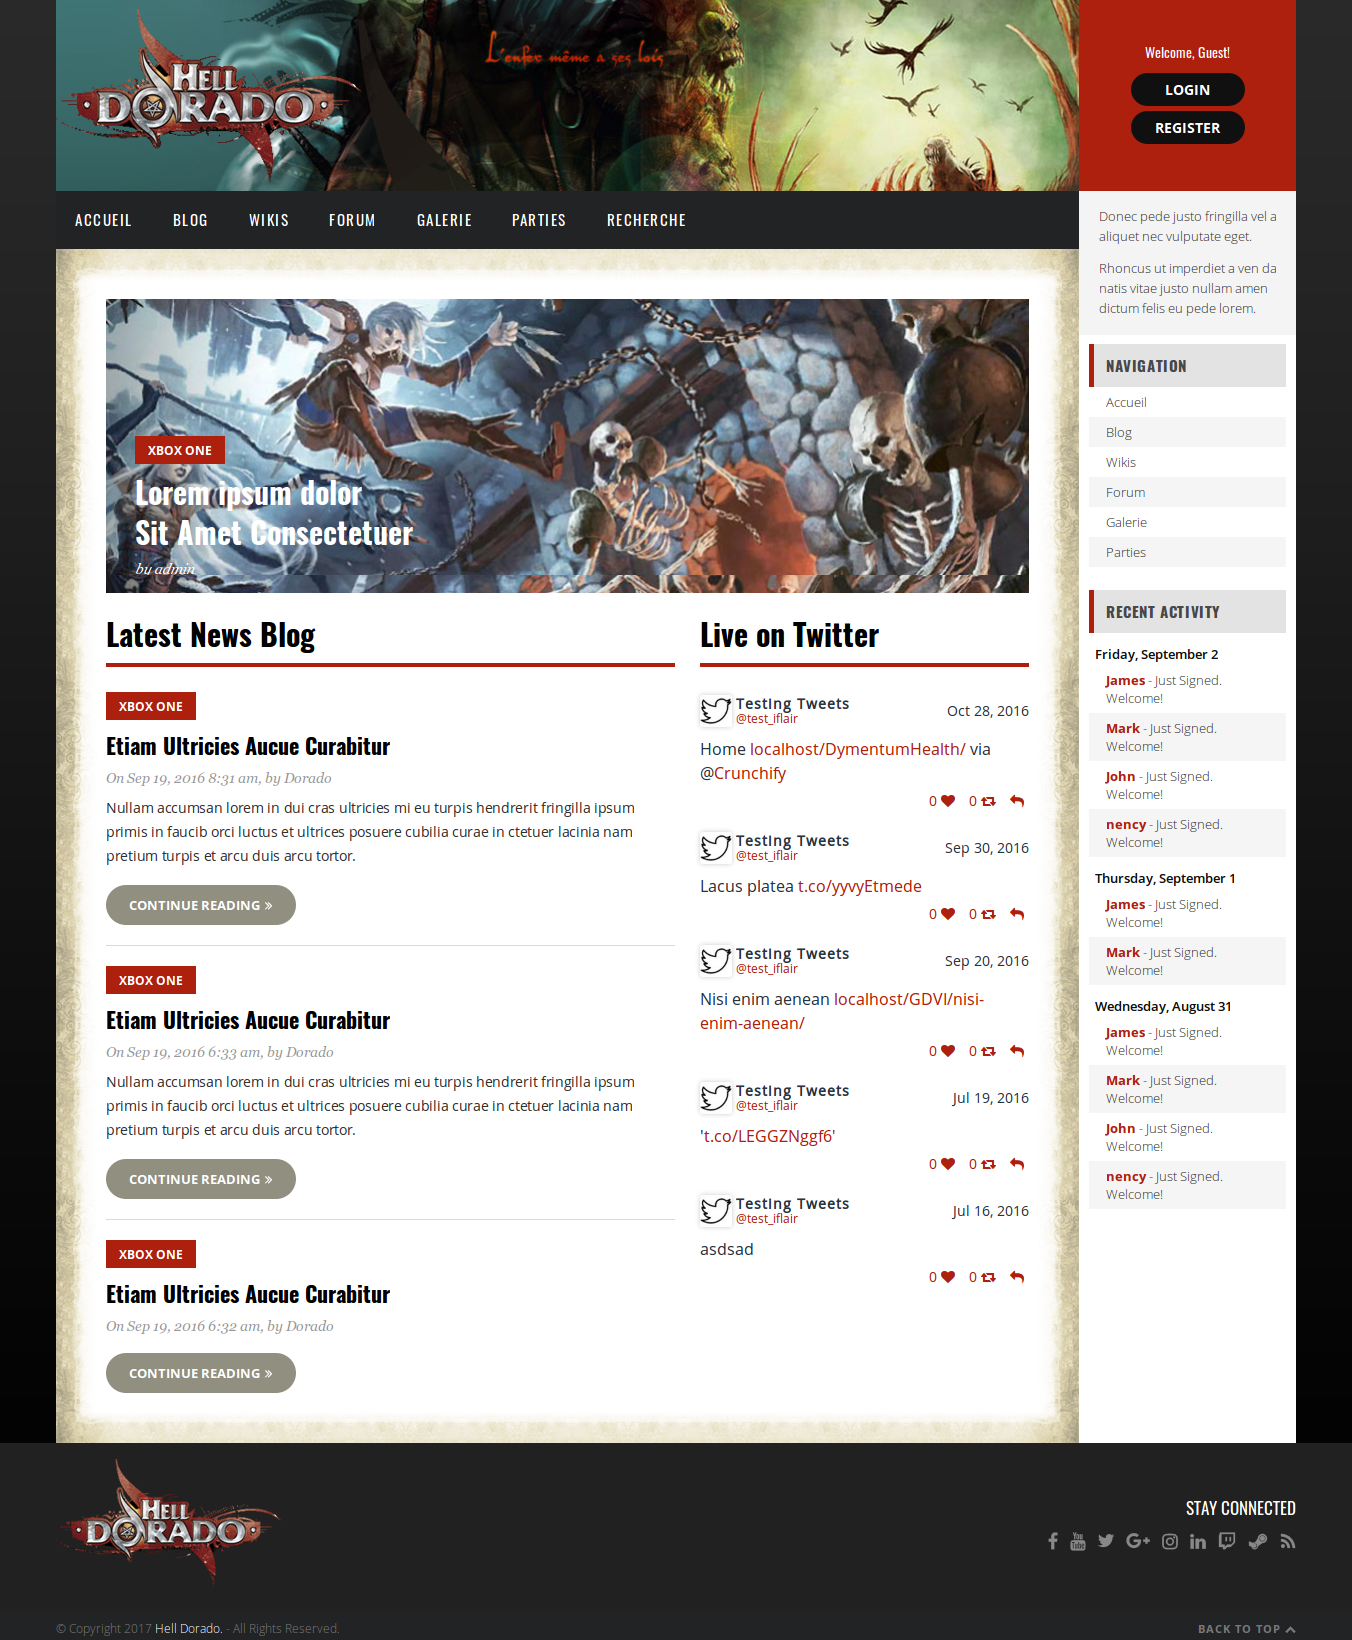 HELL
DORADO
L'enfer même a ses lois
Welcome, Guest!
LOGIN
REGISTER
ACCUEIL BLOG WIKIS FORUM GALERIE PARTIES RECHERCHE
Donec pede justo fringilla vel a
aliquet nec vulputate eget.
Rhoncus ut imperdiet a ven da
natis vitae justo nullam amen
dictum felis eu pede lorem.
XBOX ONE
Lorem ipsum dolor
Sit Amet Consectetuer
by admin
Latest News Blog
XBOX ONE
Etiam Ultricies Aucue Curabitur
On Sep 19, 2016 8:31 am, by Dorado
Nullam accumsan lorem in dui cras ultricies mi eu turpis hendrerit fringilla ipsum
primis in faucib orci luctus et ultrices posuere cubilia curae in ctetuer lacinia nam
pretium turpis et arcu duis arcu tortor.
CONTINUE READING »
XBOX ONE
Etiam Ultricies Aucue Curabitur
On Sep 19, 2016 6:33 am, by Dorado
Nullam accumsan lorem in dui cras ultricies mi eu turpis hendrerit fringilla ipsum
primis in faucib orci luctus et ultrices posuere cubilia curae in ctetuer lacinia nam
pretium turpis et arcu duis arcu tortor.
CONTINUE READING »
XBOX ONE
Etiam Ultricies Aucue Curabitur
On Sep 19, 2016 6:32 am, by Dorado
CONTINUE READING »
Live on Twitter
Testing Tweets
@test_iflair
Oct 28, 2016
Home localhost/DymentumHealth/ via
@Crunchify
0 0
Testing Tweets
@test_iflair
Sep 30, 2016
Lacus platea t.co/yyvyEtmede
0 0
Testing Tweets
@test_iflair
Sep 20, 2016
Nisi enim aenean localhost/GDVI/nisi-
enim-aenean/
0 0
Testing Tweets
@test_iflair
Jul 19, 2016
't.co/LEGGZNggf6'
0 0
Testing Tweets
@test_iflair
Jul 16, 2016
asdsad
0 0
NAVIGATION
Accueil
Blog
Wikis
Forum
Galerie
Parties
RECENT ACTIVITY
Friday, September 2
James - Just Signed.
Welcome!
Mark - Just Signed.
Welcome!
John - Just Signed.
Welcome!
nency - Just Signed.
Welcome!
Thursday, September 1
James - Just Signed.
Welcome!
Mark - Just Signed.
Welcome!
Wednesday, August 31
James - Just Signed.
Welcome!
Mark - Just Signed.
Welcome!
John - Just Signed.
Welcome!
nency - Just Signed.
Welcome!
HELL
DORADO
STAY CONNECTED
You
Tube
© Copyright 2017 Hell Dorado. - All Rights Reserved.
BACK TO TOP